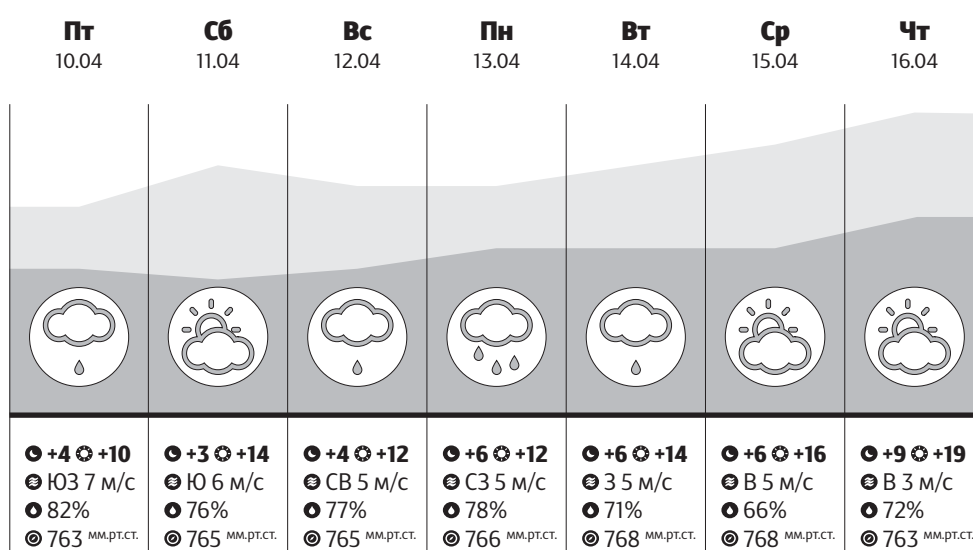 Пт Сб Вс Пн Вт Ср Чт
10.04 11.04 12.04 13.04 14.04 15.04 16.04
+4 +10 +3 +14 +4 +12 +6 +12 +6 +14 +6 +16 +9 +19
ЮЗ 7 м/с Ю 6 м/с СВ 5 м/с СЗ 5 м/с З 5 м/с В 5 м/с В 3 м/с
82% 76% 77% 78% 71% 66% 72%
763 мм.рт.ст. 765 мм.рт.ст. 765 мм.рт.ст. 766 мм.рт.ст. 768 мм.рт.ст. 768 мм.рт.ст. 763 мм.рт.ст.